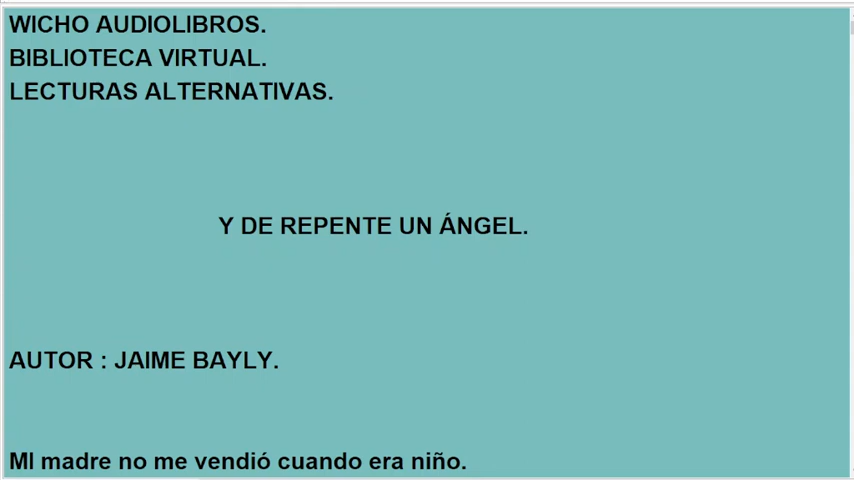 WICHO AUDIOLIBROS.
BIBLIOTECA VIRTUAL.
LECTURAS ALTERNATIVAS.
Y DE REPENTE UN ÁNGEL.
AUTOR : JAIME BAYLY.
MI madre no me vendió cuando era niño.